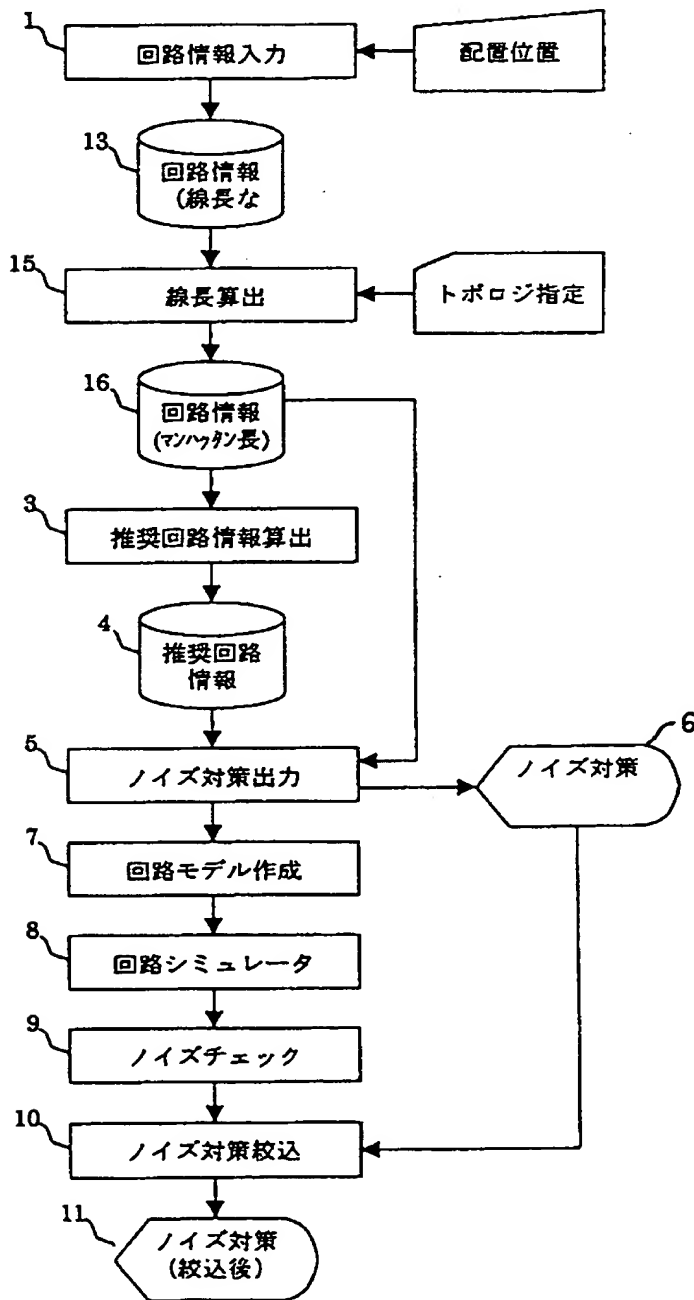 1
回路情報入力
配置位置
13
回路情報
(線長な
15
線長算出
トポロジ指定
16
回路情報
(マンハッタン長)
3
推奨回路情報算出
4
推奨回路
情報
5
ノイズ対策出力
6
ノイズ対策
7
回路モデル作成
8
回路シミュレータ
9
ノイズチェック
10
ノイズ対策絞込
11
ノイズ対策
(絞込後)